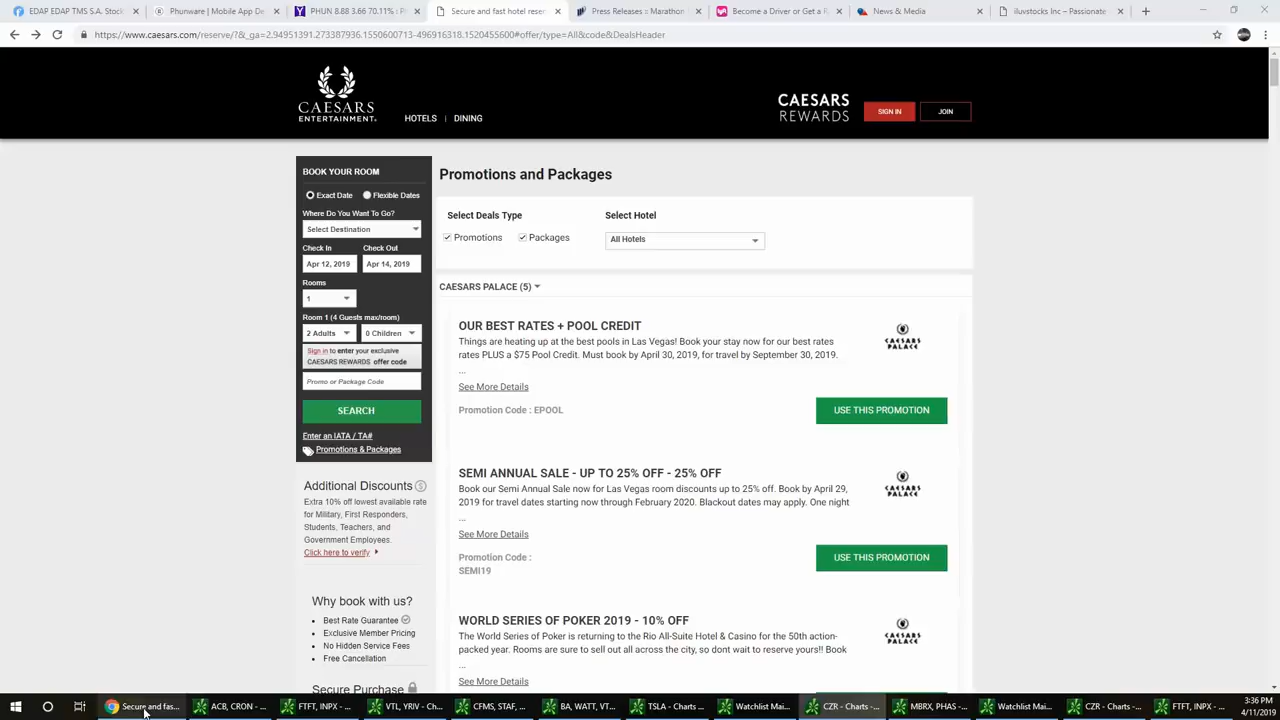 EDAP EDAP TMS S.A. Stock
Phunware | Mobile App De
PHUN 8.88 3.66 70.11%
Secure and fast hotel reser
Press Releases :: Marathon
Become a Driver or Get a R
News & Media
iluvstocks Inc – Passionate
https://www.caesars.com/reserve/?&_ga=2.94951391.273387936.1550600713-496916318.1520455600#offer/type=All&code&DealsHeader
CAESARS
ENTERTAINMENT
HOTELS | DINING
CAESARS
REWARDS
SIGN IN
JOIN
BOOK YOUR ROOM
Exact Date Flexible Dates
Where Do You Want To Go?
Select Destination
Check In Check Out
Apr 12, 2019 Apr 14, 2019
Rooms
1
Room 1 (4 Guests max/room)
2 Adults 0 Children
Sign in to enter your exclusive
CAESARS REWARDS offer code
Promo or Package Code
SEARCH
Enter an IATA / TA#
Promotions & Packages
Additional Discounts
Extra 10% off lowest available rate
for Military, First Responders,
Students, Teachers, and
Government Employees.
Click here to verify
Why book with us?
Best Rate Guarantee
Exclusive Member Pricing
No Hidden Service Fees
Free Cancellation
Secure Purchase
Promotions and Packages
Select Deals Type
Promotions Packages
Select Hotel
All Hotels
CAESARS PALACE (5)
OUR BEST RATES + POOL CREDIT
Things are heating up at the best pools in Las Vegas! Book your stay now for our best rates
rates PLUS a $75 Pool Credit. Must book by April 30, 2019, for travel by September 30, 2019.
...
See More Details
Promotion Code : EPOOL
CAESARS
PALACE
USE THIS PROMOTION
SEMI ANNUAL SALE - UP TO 25% OFF - 25% OFF
Book our Semi Annual Sale now for Las Vegas room discounts up to 25% off. Book by April 29,
2019 for travel dates starting now through February 2020. Blackout dates may apply. One night
...
See More Details
Promotion Code :
SEMI19
CAESARS
PALACE
USE THIS PROMOTION
WORLD SERIES OF POKER 2019 - 10% OFF
The World Series of Poker is returning to the Rio All-Suite Hotel & Casino for the 50th action-
packed year. Rooms are sure to sell out all across the city, so dont wait to reserve yours!! Book
...
See More Details
CAESARS
PALACE
Secure and fas...
ACB, CRON - ...
FTFT, INPX - ...
VTL, YRIV - Char...
CFMS, STAF, ...
BA, WATT, VT...
TSLA - Charts ...
Watchlist Mai...
CZR - Charts -...
MBRX, PHAS - ...
Watchlist Mai...
CZR - Charts -...
FTFT, INPX - ...
3:36 PM
4/11/2019